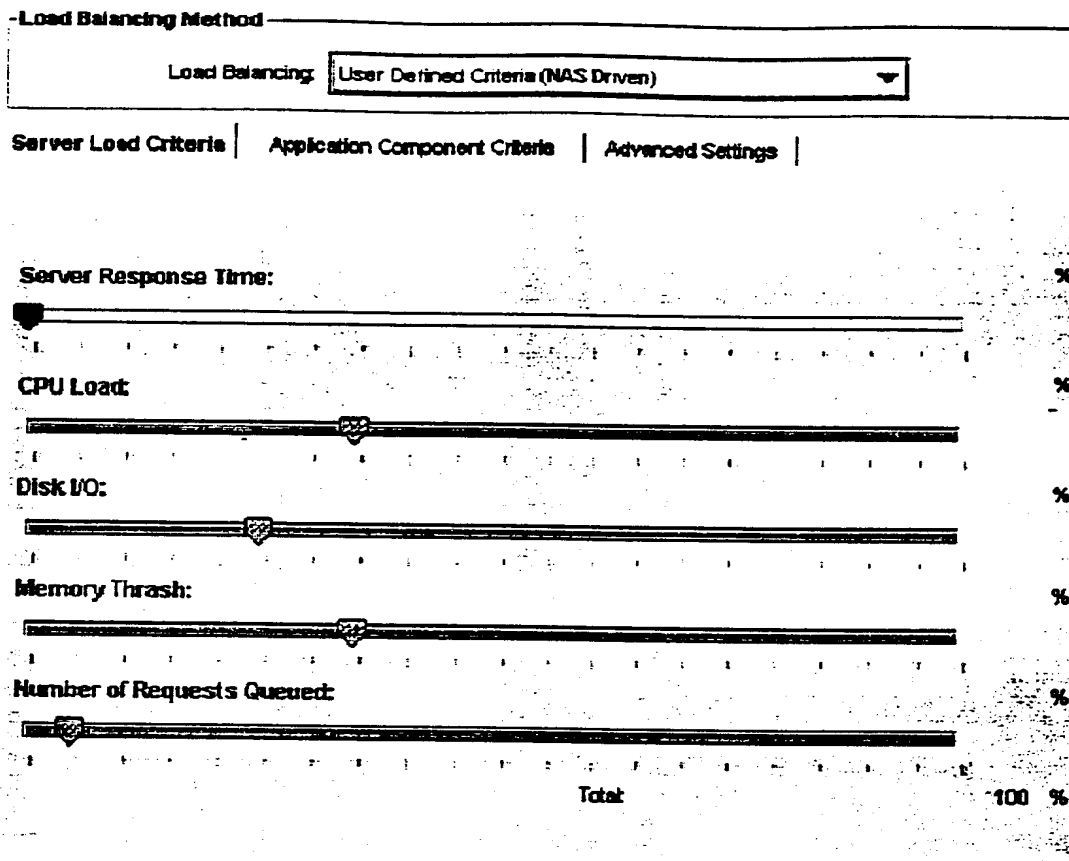 Load Balancing Method
Load Balancing: User Defined Criteria (NAS Driven)
Server Load Criteria Application Component Criteria Advanced Settings
Server Response Time: %
CPU Load: %
Disk I/O: %
Memory Thrash: %
Number of Requests Queued: %
Total: 100 %